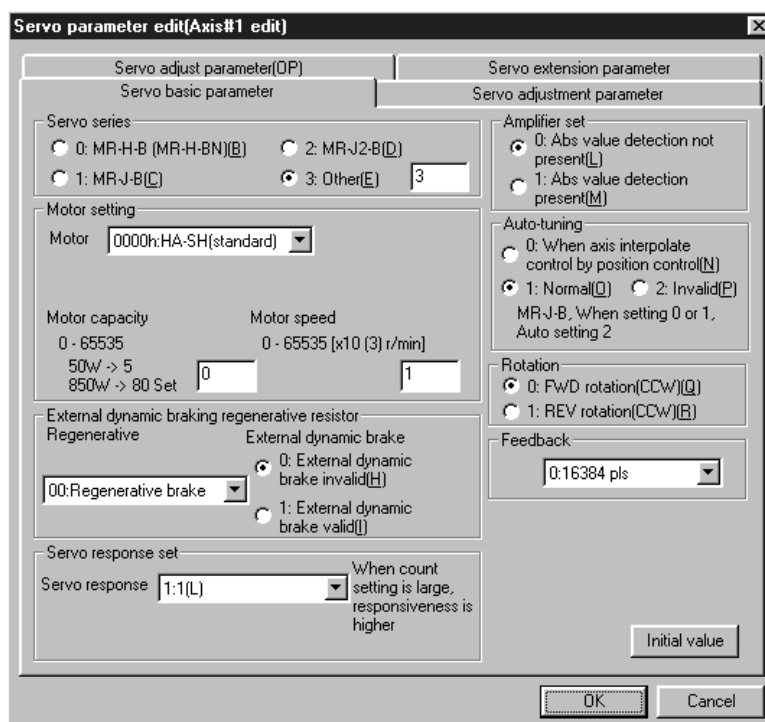 Servo parameter edit(Axis#1 edit)
Servo adjust parameter(OP)
Servo extension parameter
Servo basic parameter
Servo adjustment parameter
Servo series
0: MR-H-B (MR-H-BN)(B)
2: MR-J2-B(D)
1: MR-J-B(C)
3: Other(E)
3
Motor setting
Motor
0000h:HA-SH(standard)
Motor capacity
0 - 65535
50W -> 5
850W -> 80 Set
0
Motor speed
0 - 65535 [x10 (3) r/min]
1
External dynamic braking regenerative resistor
Regenerative
00:Regenerative brake
External dynamic brake
0: External dynamic
brake invalid(H)
1: External dynamic
brake valid(I)
Servo response set
Servo response
1:1(L)
When count
setting is large,
responsiveness is
higher
Amplifier set
0: Abs value detection not
present(L)
1: Abs value detection
present(M)
Auto-tuning
0: When axis interpolate
control by position control(N)
1: Normal(O)
2: Invalid(P)
MR-J-B, When setting 0 or 1,
Auto setting 2
Rotation
0: FWD rotation(CCW)(Q)
1: REV rotation(CCW)(R)
Feedback
0:16384 pls
Initial value
OK
Cancel